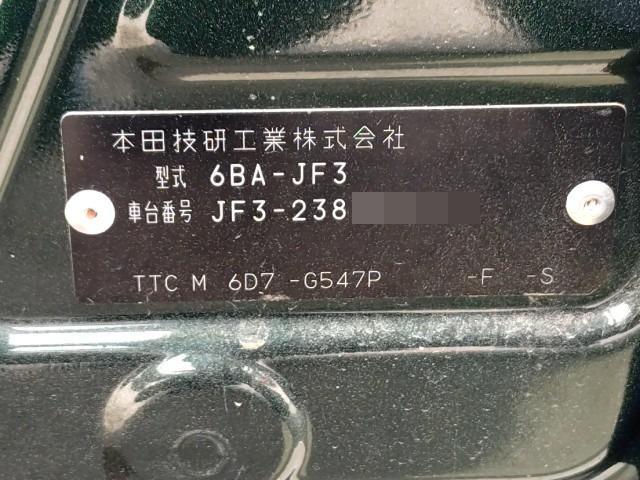 本田技研工業株式会社
型式 6BA-JF3
車台番号 JF3-238
TTC M 6D7 -G547P -F -S